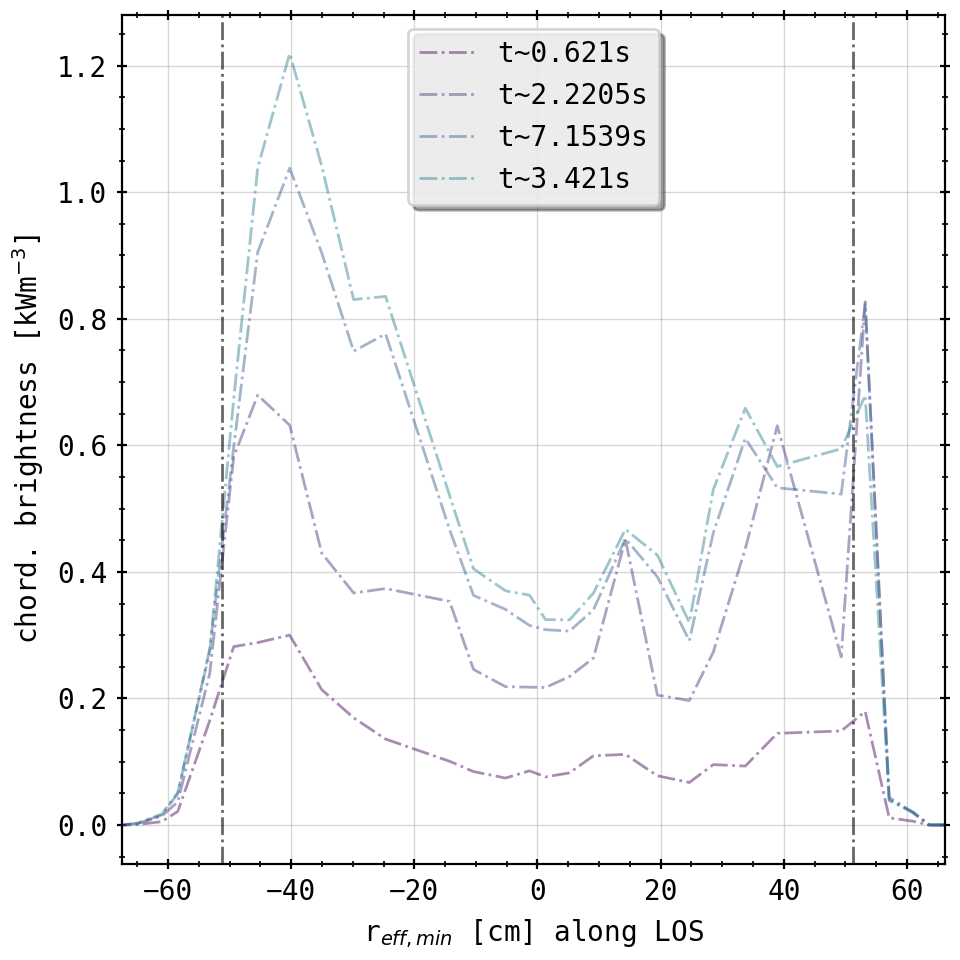 t~0.621s
t~2.2205s
t~7.1539s
t~3.421s
chord. brightness [kWm⁻³]
1.2
1.0
0.8
0.6
0.4
0.2
0.0
−60 −40 −20 0 20 40 60
r_eff,min [cm] along LOS